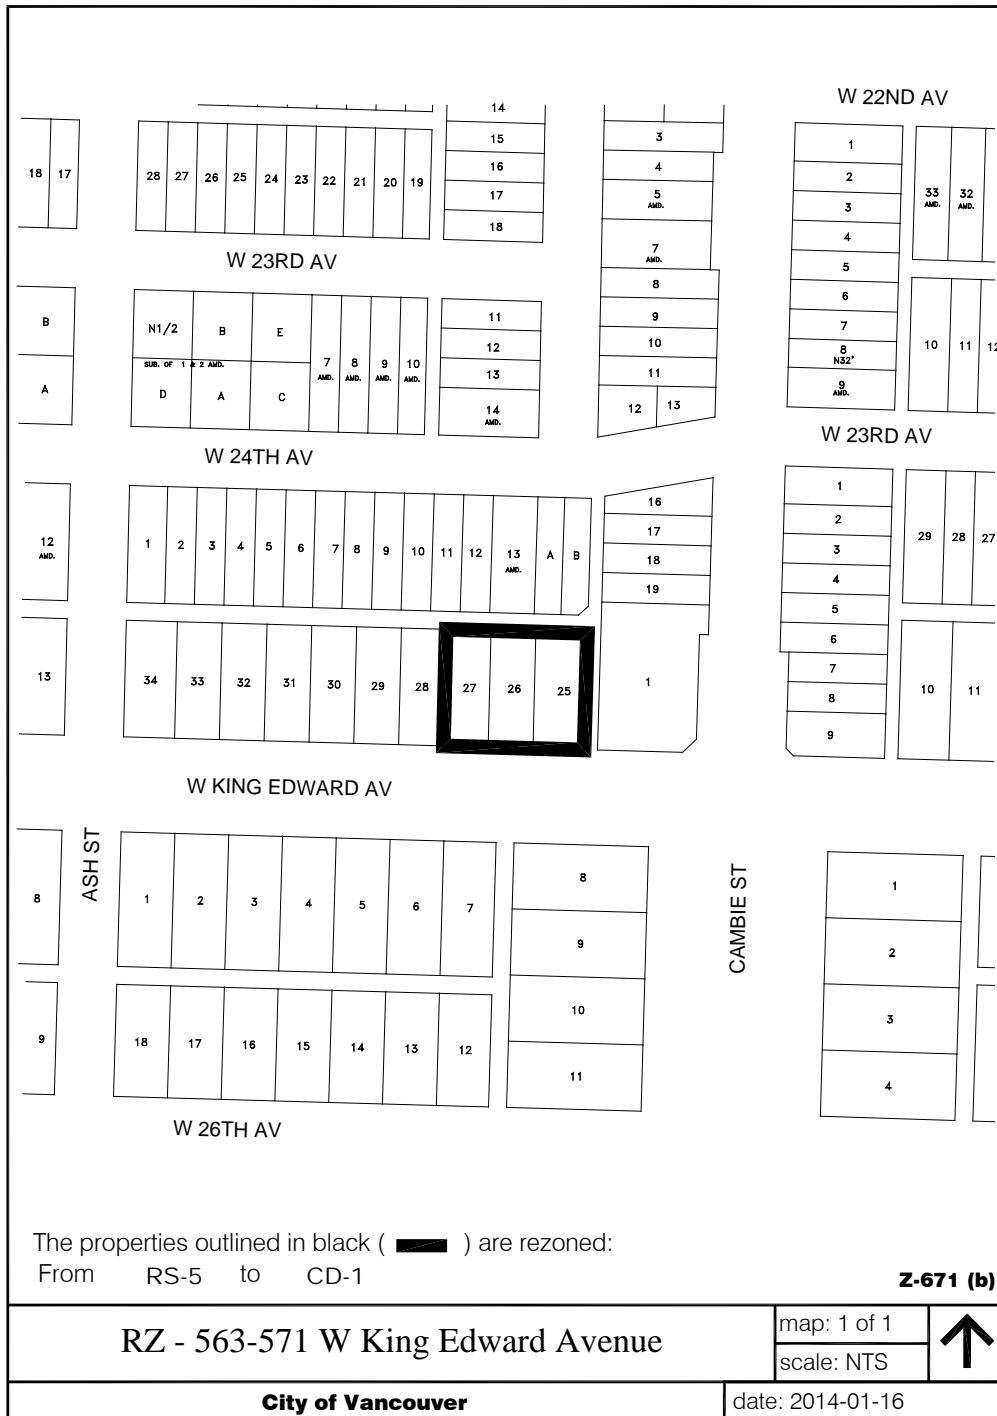 W 22ND AV
14
15
16
17
18
3
4
5
AMD.
7
AMD.
8
9
10
11
12 13
1
2
3
4
5
6
7
8
N32'
9
AMD.
33
AMD.
32
AMD.
10 11 12
18 17
28 27 26 25 24 23 22 21 20 19
W 23RD AV
B
A
N1/2 B E
SUB. OF 1 & 2 AMD.
D A C
7
AMD.
8
AMD.
9
AMD.
10
AMD.
11
12
13
14
AMD.
W 23RD AV
W 24TH AV
12
AMD.
13
1 2 3 4 5 6 7 8 9 10 11 12 13 A B
AMD.
16
17
18
19
1
34 33 32 31 30 29 28 27 26 25
1
2
3
4
5
6
7
8
9
29 28 27
10 11
W KING EDWARD AV
ASH ST
CAMBIE ST
8
9
1 2 3 4 5 6 7
18 17 16 15 14 13 12
8
9
10
11
1
2
3
4
W 26TH AV
The properties outlined in black ( ) are rezoned:
From RS-5 to CD-1
Z-671 (b)
RZ - 563-571 W King Edward Avenue
map: 1 of 1
scale: NTS
City of Vancouver
date: 2014-01-16